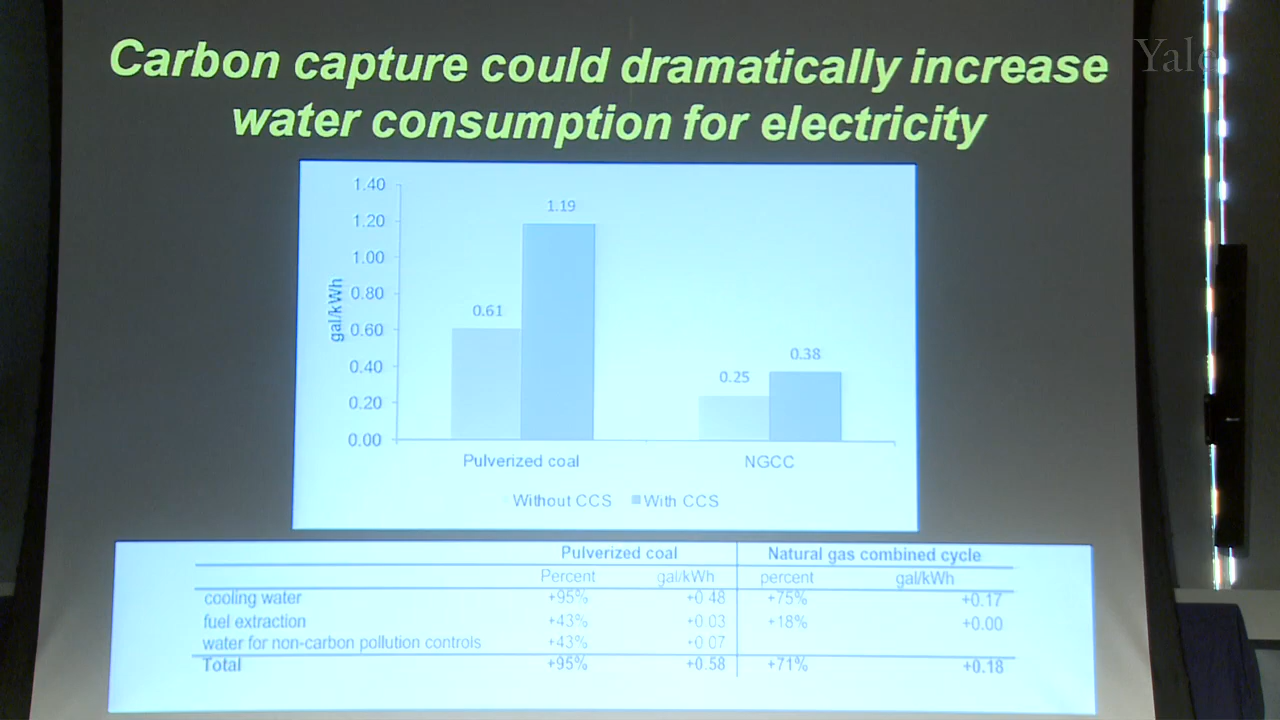 Carbon capture could dramatically increase
water consumption for electricity
Yale
1.40
1.20
1.00
0.80
0.60
0.40
0.20
0.00
gal/kWh
0.61
1.19
0.25
0.38
Pulverized coal NGCC
Without CCS With CCS
Pulverized coal Natural gas combined cycle
Percent gal/kWh percent gal/kWh
cooling water +95% +0.48 +75% +0.17
fuel extraction +43% +0.03 +18% +0.00
water for non-carbon pollution controls +43% +0.07
Total +95% +0.58 +71% +0.18